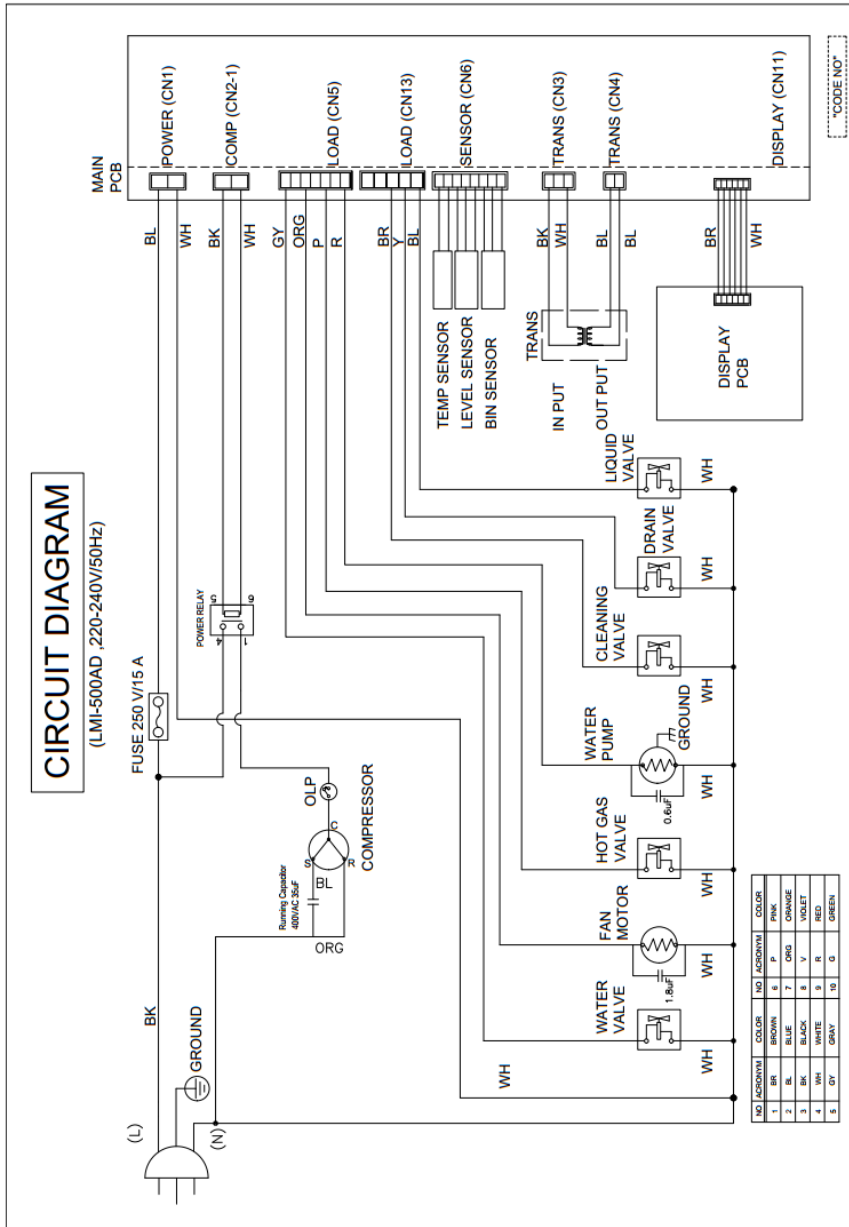 CIRCUIT DIAGRAM
(LMI-500AD ,220-240V/50Hz)
MAIN
PCB
POWER (CN1)
COMP (CN2-1)
LOAD (CN5)
LOAD (CN13)
SENSOR (CN6)
TRANS (CN3)
TRANS (CN4)
DISPLAY (CN11)
"CODE NO"
BL
WH
BK
WH
GY
ORG
P
R
BR
Y
BL
BK
WH
BL
BL
BR
WH
TEMP SENSOR
LEVEL SENSOR
BIN SENSOR
TRANS
IN PUT
OUT PUT
DISPLAY
PCB
FUSE 250 V/15 A
POWER RELAY
4
5
1
6
BK
(L)
GROUND
(N)
Running Capacitor
400VAC 35uF
OLP
S
C
R
BL
ORG
COMPRESSOR
WH
WATER
VALVE
WH
FAN
MOTOR
1.8uF
WH
HOT GAS
VALVE
WH
WATER
PUMP
GROUND
0.6uF
WH
CLEANING
VALVE
WH
DRAIN
VALVE
WH
LIQUID
VALVE
WH
NO ACRONYM COLOR NO ACRONYM COLOR
1 BR BROWN 6 P PINK
2 BL BLUE 7 ORG ORANGE
3 BK BLACK 8 V VIOLET
4 WH WHITE 9 R RED
5 GY GRAY 10 G GREEN